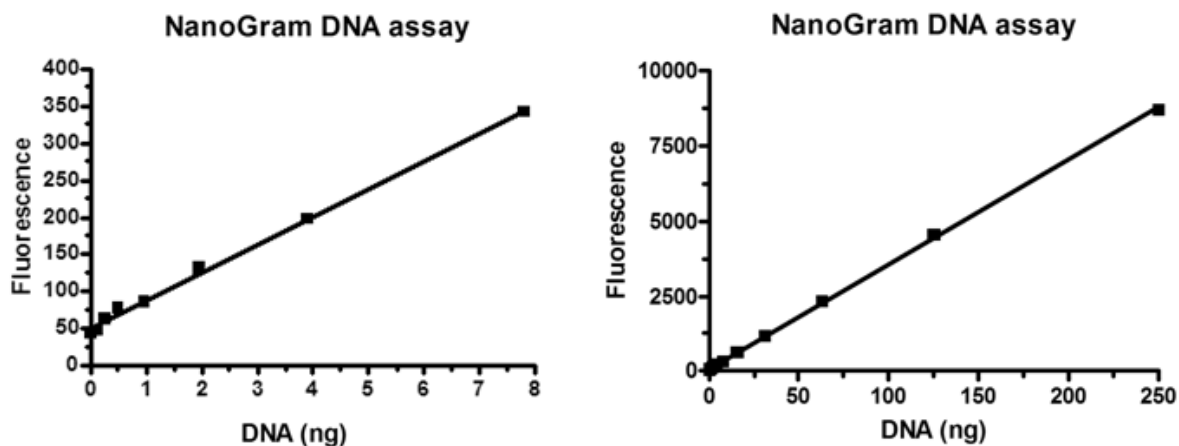 NanoGram DNA assay
400
350
300
250
200
150
100
50
0
Fluorescence
0 1 2 3 4 5 6 7 8
DNA (ng)
NanoGram DNA assay
10000
7500
5000
2500
0
Fluorescence
0 50 100 150 200 250
DNA (ng)